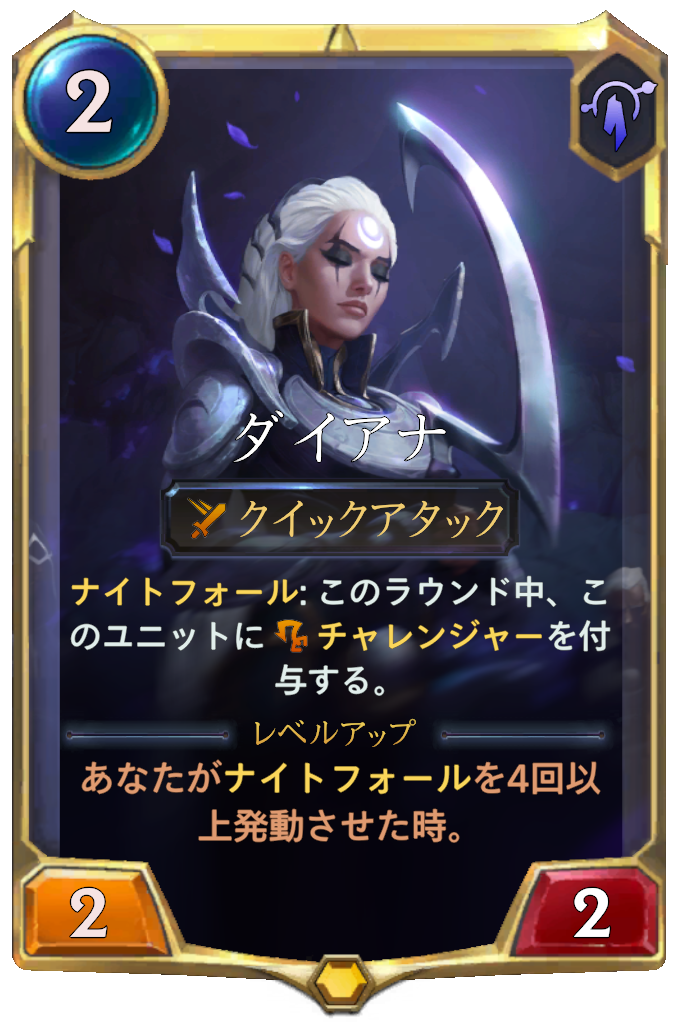 2
ダイアナ
クイックアタック
ナイトフォール: このラウンド中、こ
のユニットに チャレンジャーを付
与する。
レベルアップ
あなたがナイトフォールを4回以
上発動させた時。
2
2